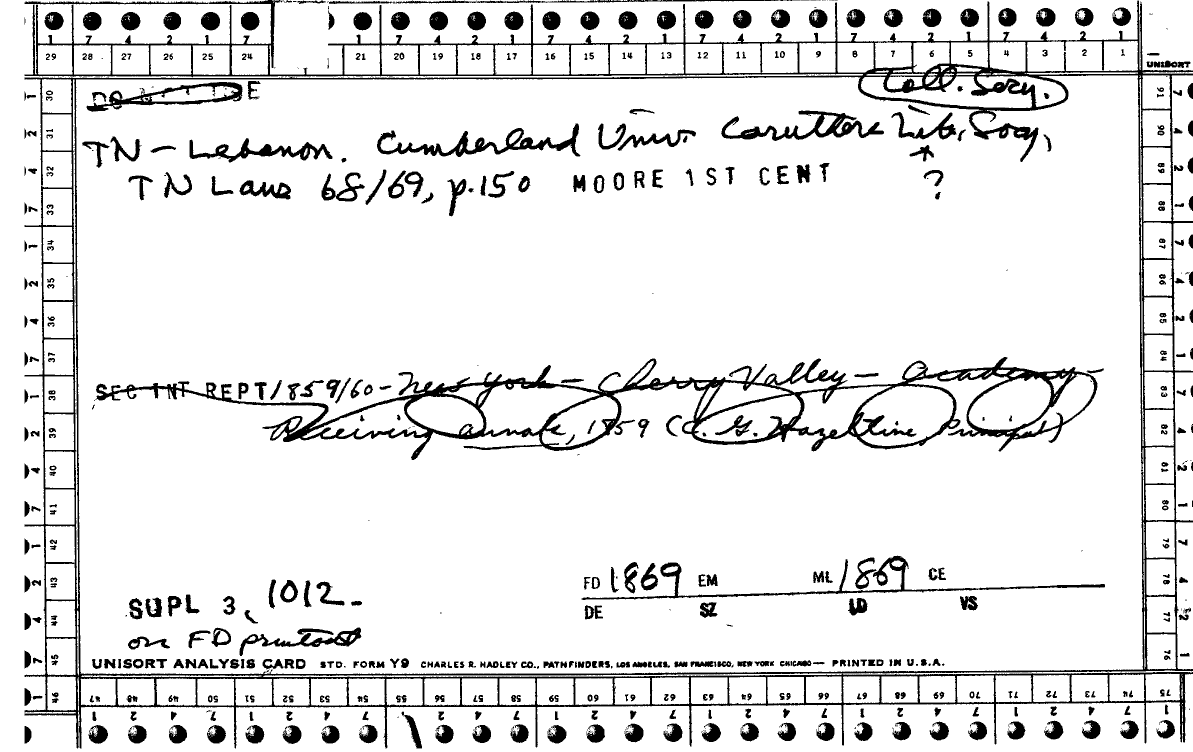 1 7 4 2 1 7 4 2 1 7 4 2 1 7 4 2 1 7 4 2 1 7 4 2 1
29 28 27 26 25 24 21 20 19 18 17 16 15 14 13 12 11 10 9 8 7 6 5 4 3 2 1
UNISORT
DO NOT USE
Coll. Socy.
TN - Lebanon. Cumberland Univ. Caruthers Lib. Socy,
TN Laws 68/69, p.150 MOORE 1ST CENT ?
SEC INT REPT 1859/60 - New York - Cherry Valley - Academy -
Receiving annals, 1859 (C. G. Hazeltine, Principal)
FD 1869 EM ML 1869 CE
DE SZ LD VS
SUPL 3, 1012-
on FD printout
UNISORT ANALYSIS CARD STD. FORM Y9 CHARLES R. HADLEY CO., PATHFINDERS, LOS ANGELES, SAN FRANCISCO, NEW YORK CHICAGO — PRINTED IN U.S.A.
30 31 32 33 34 35 36 37 38 39 40 41 42 43 44 45 46
91 90 89 88 87 86 85 84 83 82 81 80 79 78 77 76
47 48 49 50 51 52 53 54 55 56 57 58 59 60 61 62 63 64 65 66 67 68 69 70 71 72 73 74 75